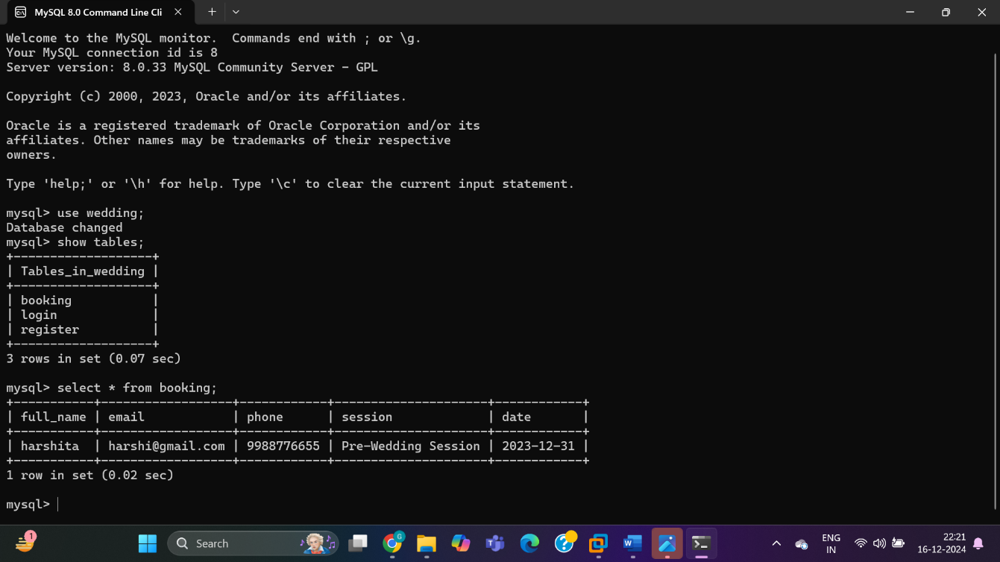 MySQL 8.0 Command Line Cli
Welcome to the MySQL monitor.  Commands end with ; or \g.
Your MySQL connection id is 8
Server version: 8.0.33 MySQL Community Server - GPL
Copyright (c) 2000, 2023, Oracle and/or its affiliates.
Oracle is a registered trademark of Oracle Corporation and/or its
affiliates. Other names may be trademarks of their respective
owners.
Type 'help;' or '\h' for help. Type '\c' to clear the current input statement.
mysql> use wedding;
Database changed
mysql> show tables;
+-------------------+
| Tables_in_wedding |
+-------------------+
| booking           |
| login             |
| register          |
+-------------------+
3 rows in set (0.07 sec)
mysql> select * from booking;
+-----------+------------------+------------+---------------------+------------+
| full_name | email            | phone      | session             | date       |
+-----------+------------------+------------+---------------------+------------+
| harshita  | harshi@gmail.com | 9988776655 | Pre-Wedding Session | 2023-12-31 |
+-----------+------------------+------------+---------------------+------------+
1 row in set (0.02 sec)
mysql>
1
Search
G
W
ENG
IN
22:21
16-12-2024